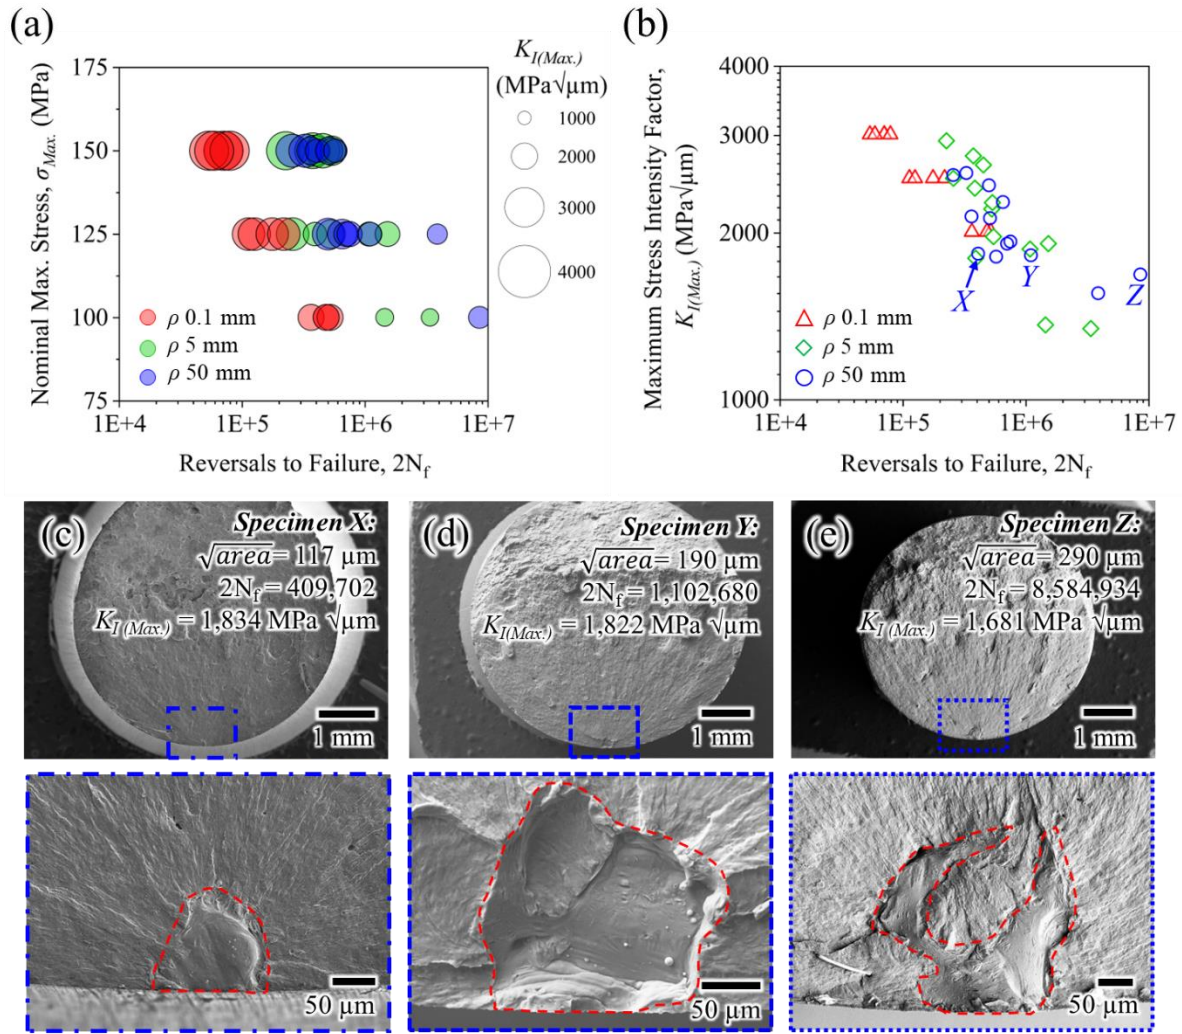 (a)
Nominal Max. Stress, σMax. (MPa)
175
150
125
100
75
1E+4
1E+5
1E+6
1E+7
Reversals to Failure, 2Nf
ρ 0.1 mm
ρ 5 mm
ρ 50 mm
KI(Max.)
(MPa√μm)
1000
2000
3000
4000
(b)
Maximum Stress Intensity Factor,
KI(Max.) (MPa√μm)
4000
3000
2000
1000
X
Y
Z
ρ 0.1 mm
ρ 5 mm
ρ 50 mm
1E+4
1E+5
1E+6
1E+7
Reversals to Failure, 2Nf
(c)
Specimen X:
√area= 117 μm
2Nf = 409,702
KI (Max.) = 1,834 MPa √μm
1 mm
(d)
Specimen Y:
√area= 190 μm
2Nf = 1,102,680
KI(Max.) = 1,822 MPa √μm
1 mm
(e)
Specimen Z:
√area= 290 μm
2Nf = 8,584,934
KI (Max.) = 1,681 MPa √μm
1 mm
50 μm
50 μm
50 μm